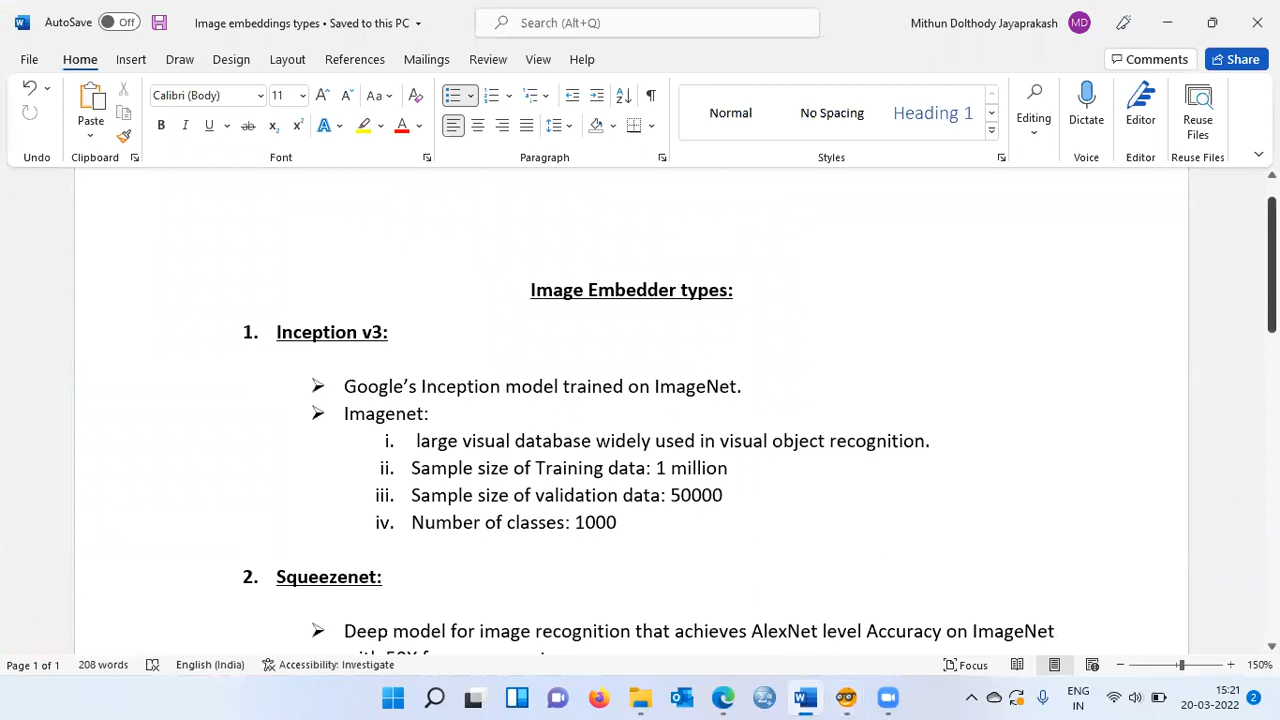 AutoSave Off Image embeddings types • Saved to this PC Search (Alt+Q) Mithun Dolthody Jayaprakash MD
File Home Insert Draw Design Layout References Mailings Review View Help Comments Share
Calibri (Body) 11 Aa
Paste Normal No Spacing Heading 1 Editing Dictate Editor Reuse Files
B I U ab x₂ x² A A
Undo Clipboard Font Paragraph Styles Voice Editor Reuse Files
Image Embedder types:
1. Inception v3:
➢ Google’s Inception model trained on ImageNet.
➢ Imagenet:
i. large visual database widely used in visual object recognition.
ii. Sample size of Training data: 1 million
iii. Sample size of validation data: 50000
iv. Number of classes: 1000
2. Squeezenet:
➢ Deep model for image recognition that achieves AlexNet level Accuracy on ImageNet
Page 1 of 1 208 words English (India) Accessibility: Investigate Focus 150%
ENG 15:21
IN 20-03-2022 2